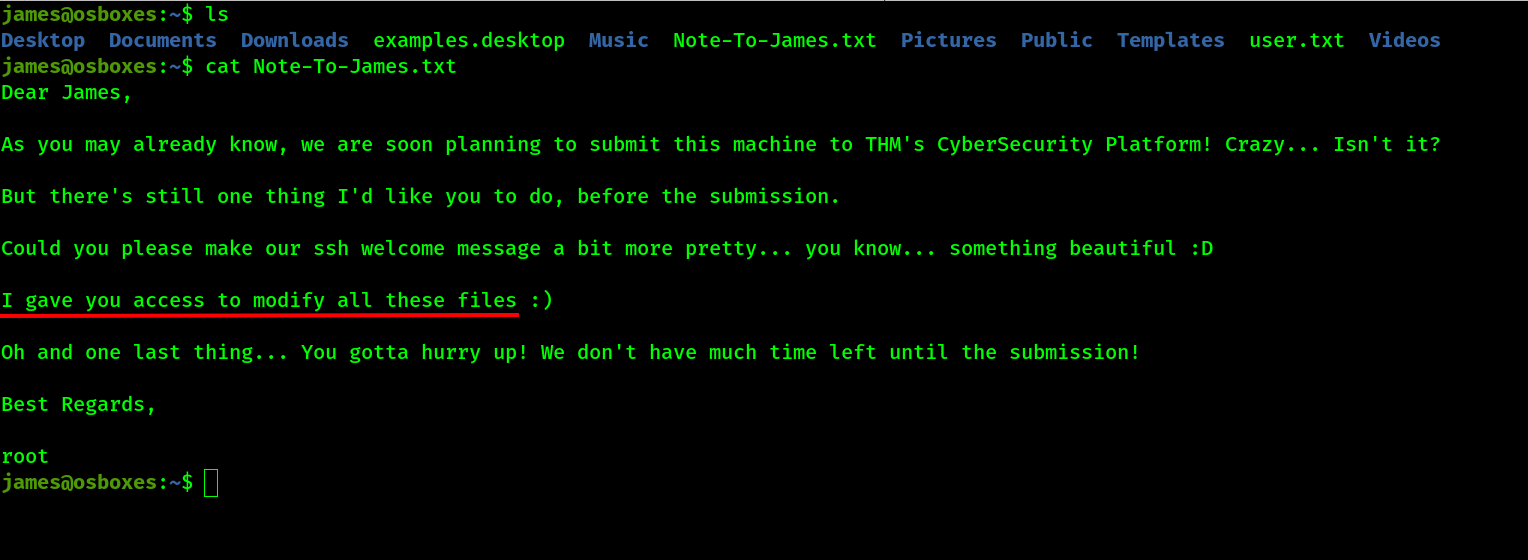 james@osboxes:~$ ls
Desktop  Documents  Downloads  examples.desktop  Music  Note-To-James.txt  Pictures  Public  Templates  user.txt  Videos
james@osboxes:~$ cat Note-To-James.txt
Dear James,
As you may already know, we are soon planning to submit this machine to THM's CyberSecurity Platform! Crazy... Isn't it?
But there's still one thing I'd like you to do, before the submission.
Could you please make our ssh welcome message a bit more pretty... you know... something beautiful :D
I gave you access to modify all these files :)
Oh and one last thing... You gotta hurry up! We don't have much time left until the submission!
Best Regards,
root
james@osboxes:~$